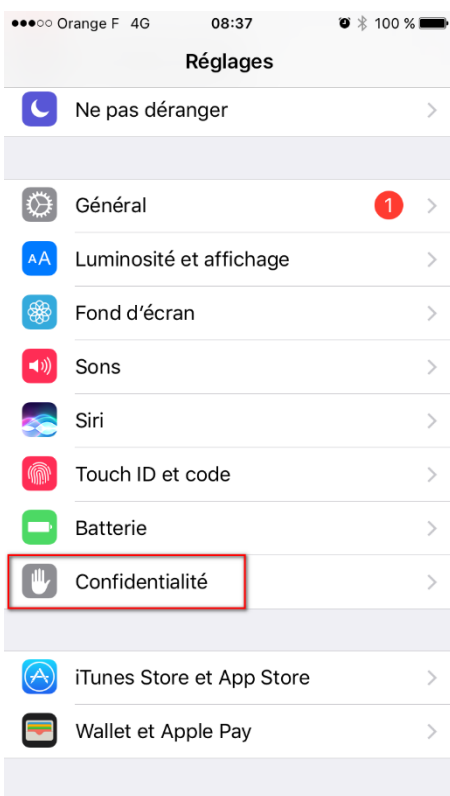 Orange F 4G 08:37 100 %
Réglages
Ne pas déranger
Général 1
AA Luminosité et affichage
Fond d’écran
Sons
Siri
Touch ID et code
Batterie
Confidentialité
iTunes Store et App Store
Wallet et Apple Pay